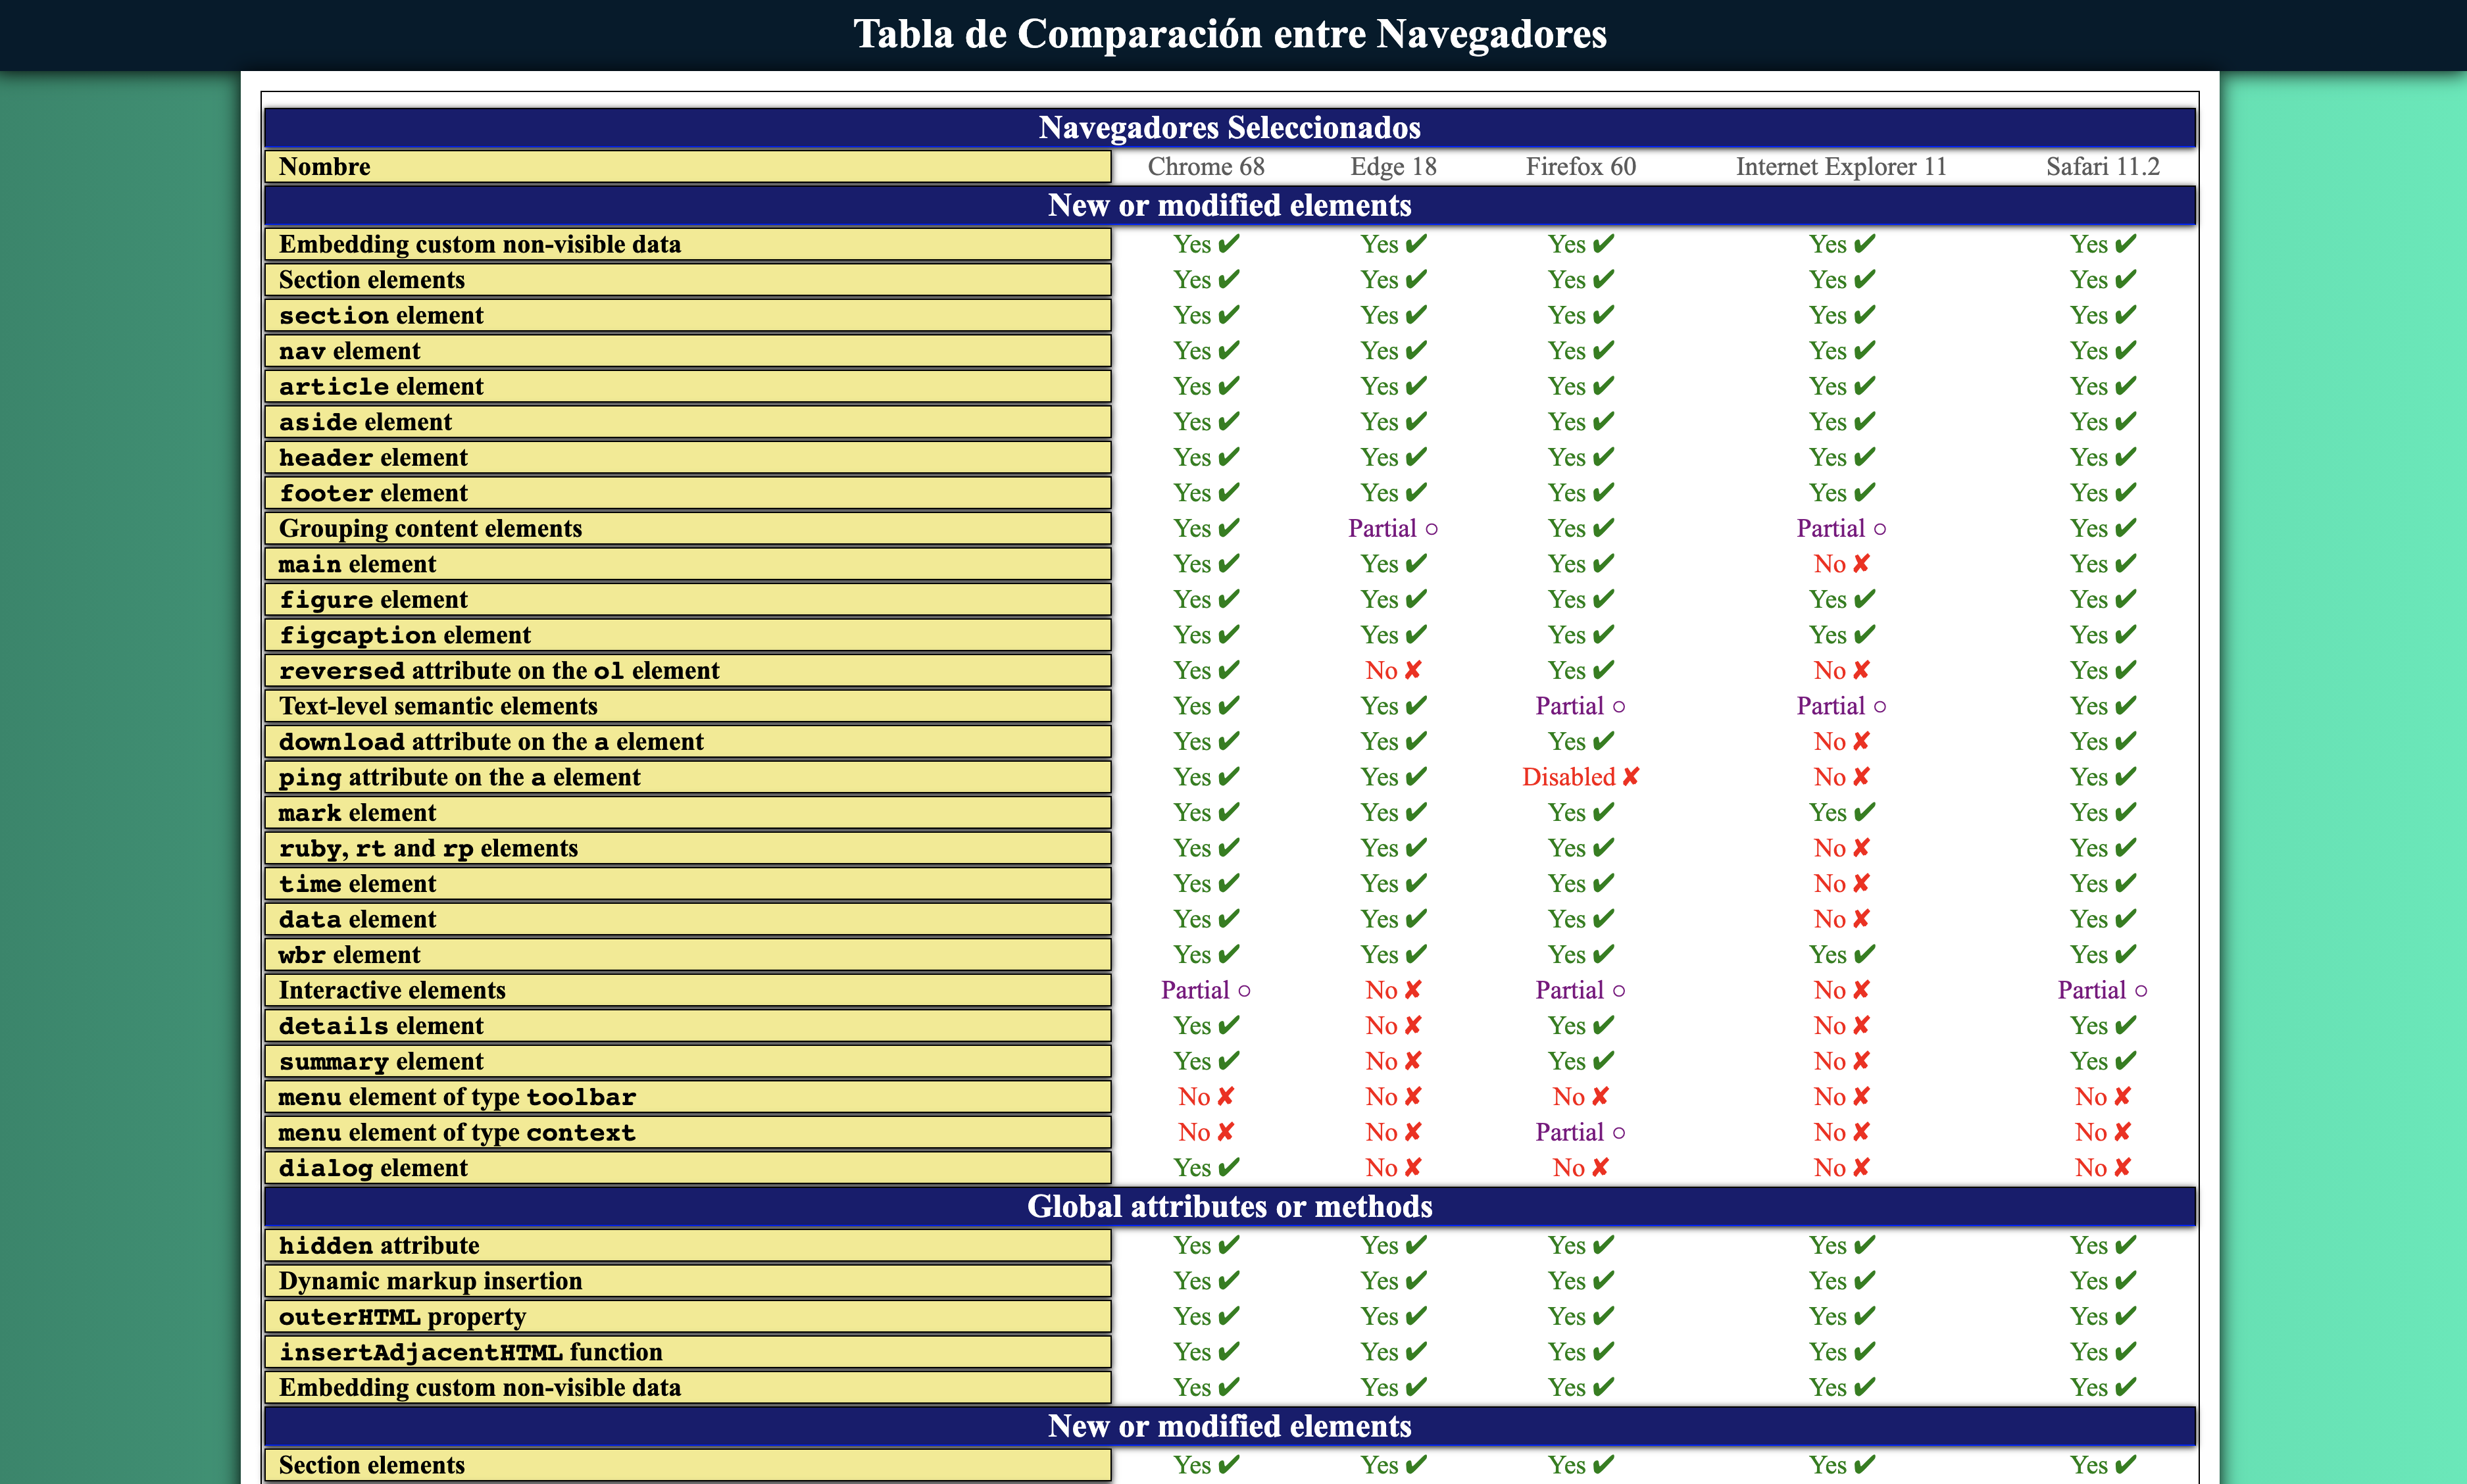 Tabla de Comparación entre Navegadores
Navegadores Seleccionados
Nombre Chrome 68 Edge 18 Firefox 60 Internet Explorer 11 Safari 11.2
New or modified elements
Embedding custom non-visible data Yes ✔ Yes ✔ Yes ✔ Yes ✔ Yes ✔
Section elements Yes ✔ Yes ✔ Yes ✔ Yes ✔ Yes ✔
section element Yes ✔ Yes ✔ Yes ✔ Yes ✔ Yes ✔
nav element Yes ✔ Yes ✔ Yes ✔ Yes ✔ Yes ✔
article element Yes ✔ Yes ✔ Yes ✔ Yes ✔ Yes ✔
aside element Yes ✔ Yes ✔ Yes ✔ Yes ✔ Yes ✔
header element Yes ✔ Yes ✔ Yes ✔ Yes ✔ Yes ✔
footer element Yes ✔ Yes ✔ Yes ✔ Yes ✔ Yes ✔
Grouping content elements Yes ✔ Partial ○ Yes ✔ Partial ○ Yes ✔
main element Yes ✔ Yes ✔ Yes ✔ No ✘ Yes ✔
figure element Yes ✔ Yes ✔ Yes ✔ Yes ✔ Yes ✔
figcaption element Yes ✔ Yes ✔ Yes ✔ Yes ✔ Yes ✔
reversed attribute on the ol element Yes ✔ No ✘ Yes ✔ No ✘ Yes ✔
Text-level semantic elements Yes ✔ Yes ✔ Partial ○ Partial ○ Yes ✔
download attribute on the a element Yes ✔ Yes ✔ Yes ✔ No ✘ Yes ✔
ping attribute on the a element Yes ✔ Yes ✔ Disabled ✘ No ✘ Yes ✔
mark element Yes ✔ Yes ✔ Yes ✔ Yes ✔ Yes ✔
ruby, rt and rp elements Yes ✔ Yes ✔ Yes ✔ No ✘ Yes ✔
time element Yes ✔ Yes ✔ Yes ✔ No ✘ Yes ✔
data element Yes ✔ Yes ✔ Yes ✔ No ✘ Yes ✔
wbr element Yes ✔ Yes ✔ Yes ✔ Yes ✔ Yes ✔
Interactive elements Partial ○ No ✘ Partial ○ No ✘ Partial ○
details element Yes ✔ No ✘ Yes ✔ No ✘ Yes ✔
summary element Yes ✔ No ✘ Yes ✔ No ✘ Yes ✔
menu element of type toolbar No ✘ No ✘ No ✘ No ✘ No ✘
menu element of type context No ✘ No ✘ Partial ○ No ✘ No ✘
dialog element Yes ✔ No ✘ No ✘ No ✘ No ✘
Global attributes or methods
hidden attribute Yes ✔ Yes ✔ Yes ✔ Yes ✔ Yes ✔
Dynamic markup insertion Yes ✔ Yes ✔ Yes ✔ Yes ✔ Yes ✔
outerHTML property Yes ✔ Yes ✔ Yes ✔ Yes ✔ Yes ✔
insertAdjacentHTML function Yes ✔ Yes ✔ Yes ✔ Yes ✔ Yes ✔
Embedding custom non-visible data Yes ✔ Yes ✔ Yes ✔ Yes ✔ Yes ✔
New or modified elements
Section elements Yes ✔ Yes ✔ Yes ✔ Yes ✔ Yes ✔